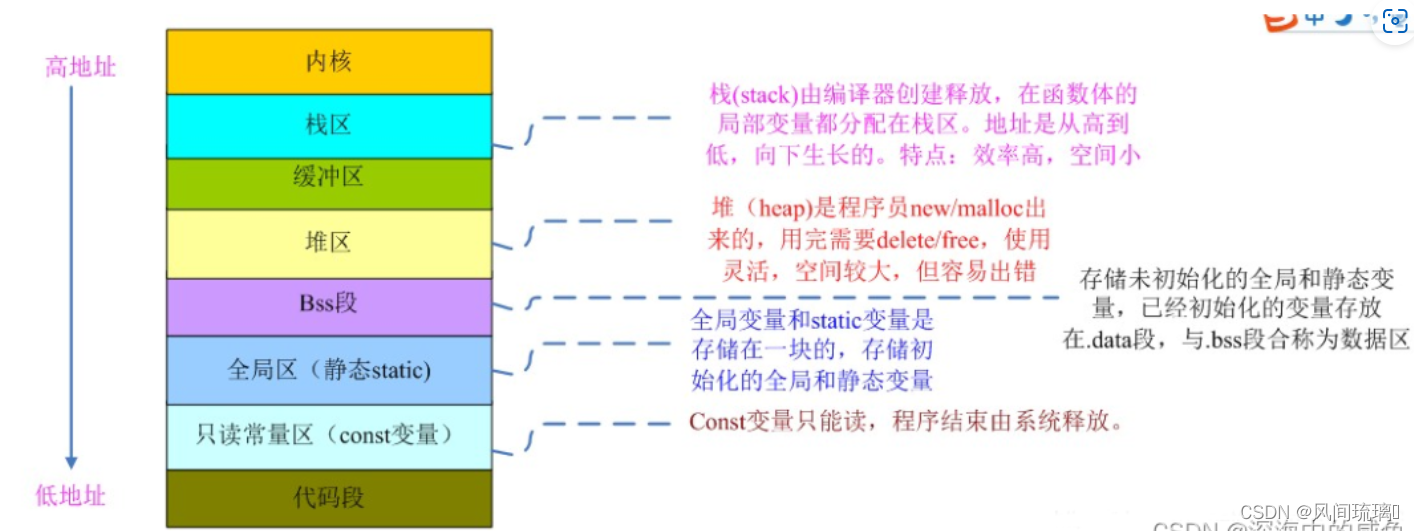 高地址
内核
栈区
缓冲区
堆区
Bss段
全局区（静态static)
只读常量区（const变量）
代码段
低地址
栈(stack)由编译器创建释放，在函数体的
局部变量都分配在栈区。地址是从高到
低，向下生长的。特点：效率高，空间小
堆（heap)是程序员new/malloc出
来的，用完需要delete/free，使用
灵活，空间较大，但容易出错
存储未初始化的全局和静态变
量，已经初始化的变量存放
在.data段，与.bss段合称为数据区
全局变量和static变量是
存储在一块的，存储初
始化的全局和静态变量
Const变量只能读，程序结束由系统释放。
CSDN @风间琉璃